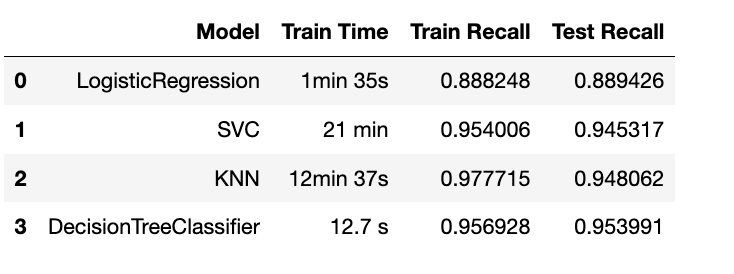 Model Train Time Train Recall Test Recall
0 LogisticRegression 1min 35s 0.888248 0.889426
1 SVC 21 min 0.954006 0.945317
2 KNN 12min 37s 0.977715 0.948062
3 DecisionTreeClassifier 12.7 s 0.956928 0.953991